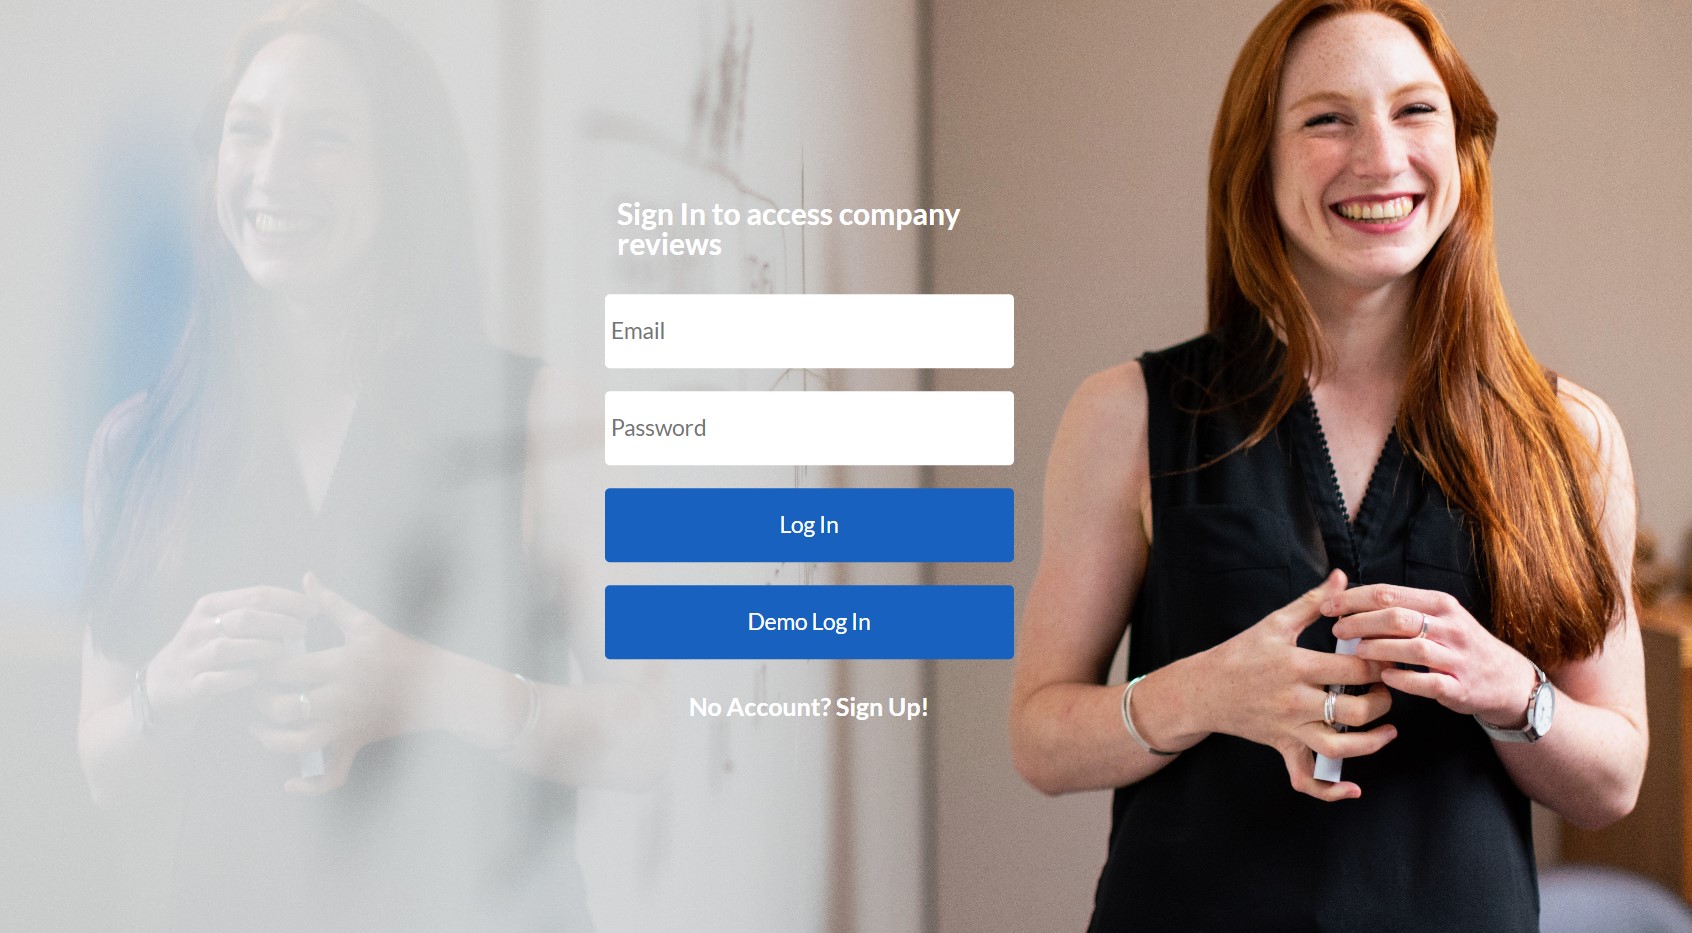 Sign In to access company
reviews
Email
Password
Log In
Demo Log In
No Account? Sign Up!